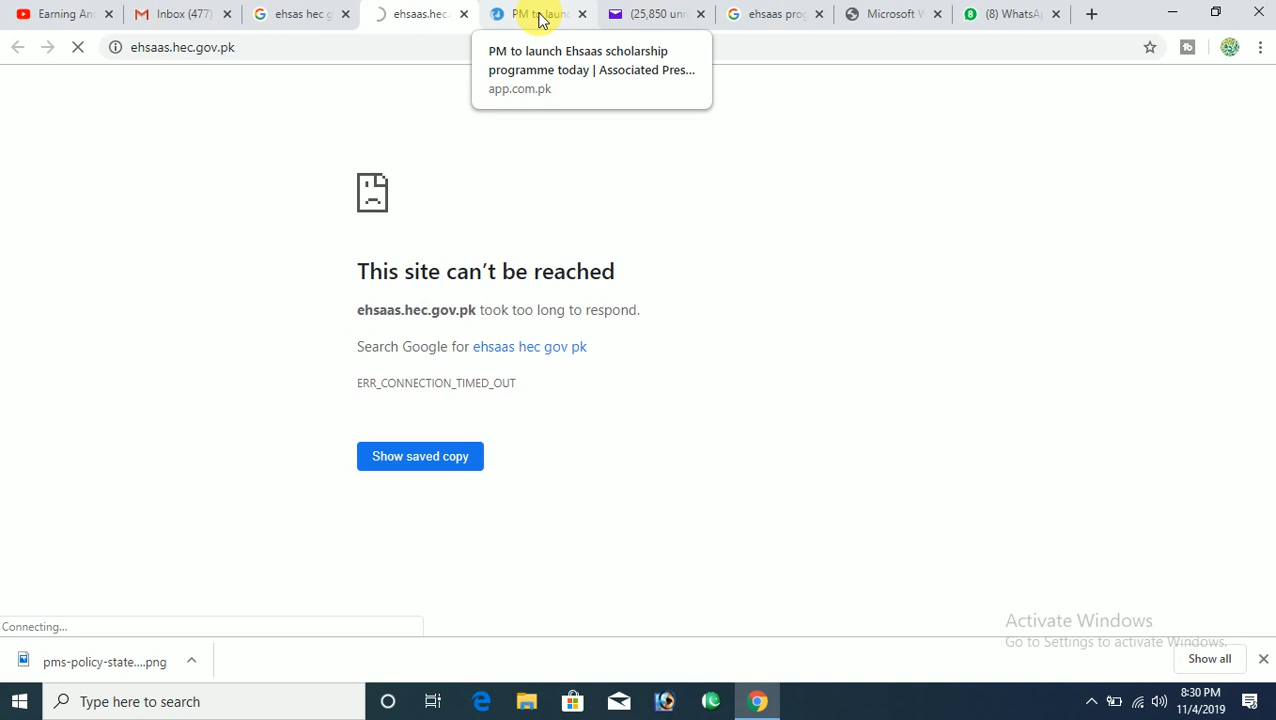 Earning An
Inbox (477)
ehsas hec g
ehsaas.hec.
PM to laun
(25,850 unr
ehsaas prog
Microsoft W
(8) WhatsA
ehsaas.hec.gov.pk
PM to launch Ehsaas scholarship
programme today | Associated Pres...
app.com.pk
This site can't be reached
ehsaas.hec.gov.pk took too long to respond.
Search Google for ehsaas hec gov pk
ERR_CONNECTION_TIMED_OUT
Show saved copy
Connecting...
Activate Windows
Go to Settings to activate Windows.
pms-policy-state....png
Show all
Type here to search
8:30 PM
11/4/2019